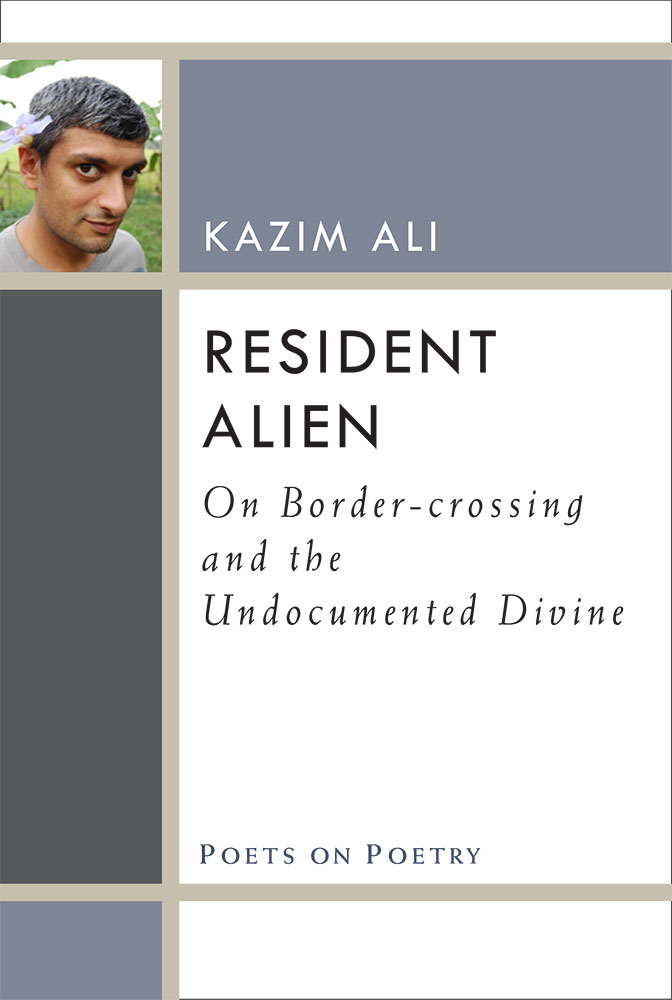 KAZIM ALI
RESIDENT
ALIEN
On Border-crossing
and the
Undocumented Divine
POETS ON POETRY